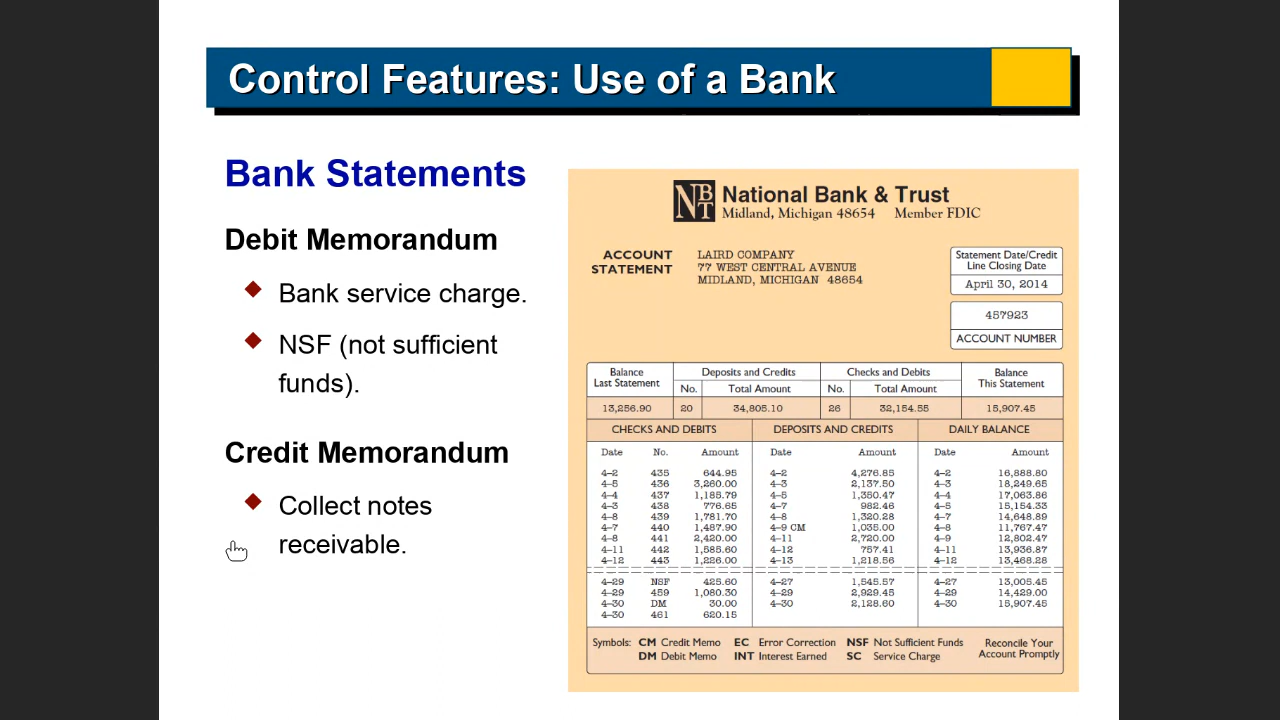 Control Features: Use of a Bank
Bank Statements
Debit Memorandum
Bank service charge.
NSF (not sufficient
funds).
Credit Memorandum
Collect notes
receivable.
NBT
National Bank & Trust
Midland, Michigan 48654 Member FDIC
ACCOUNT
STATEMENT
LAIRD COMPANY
77 WEST CENTRAL AVENUE
MIDLAND, MICHIGAN 48654
Statement Date/Credit
Line Closing Date
April 30, 2014
457923
ACCOUNT NUMBER
Balance Deposits and Credits Checks and Debits Balance
Last Statement No. Total Amount No. Total Amount This Statement
13,256.90 20 34,805.10 26 32,154.55 15,907.45
CHECKS AND DEBITS DEPOSITS AND CREDITS DAILY BALANCE
Date No. Amount Date Amount Date Amount
4–2 435 644.95 4–2 4,276.85 4–2 16,888.80
4–5 436 3,260.00 4–3 2,137.50 4–3 18,249.65
4–4 437 1,185.79 4–5 1,350.47 4–4 17,063.86
4–3 438 776.65 4–7 982.46 4–5 15,154.33
4–8 439 1,781.70 4–8 1,320.28 4–7 14,648.89
4–7 440 1,487.90 4–9 CM 1,035.00 4–8 11,767.47
4–8 441 2,420.00 4–11 2,720.00 4–9 12,802.47
4–11 442 1,585.60 4–12 757.41 4–11 13,936.87
4–12 443 1,226.00 4–13 1,218.56 4–12 13,468.28
4–29 NSF 425.60 4–27 1,545.57 4–27 13,005.45
4–29 459 1,080.30 4–29 2,929.45 4–29 14,429.00
4–30 DM 30.00 4–30 2,128.60 4–30 15,907.45
4–30 461 620.15
Symbols: CM Credit Memo EC Error Correction NSF Not Sufficient Funds Reconcile Your
DM Debit Memo INT Interest Earned SC Service Charge Account Promptly